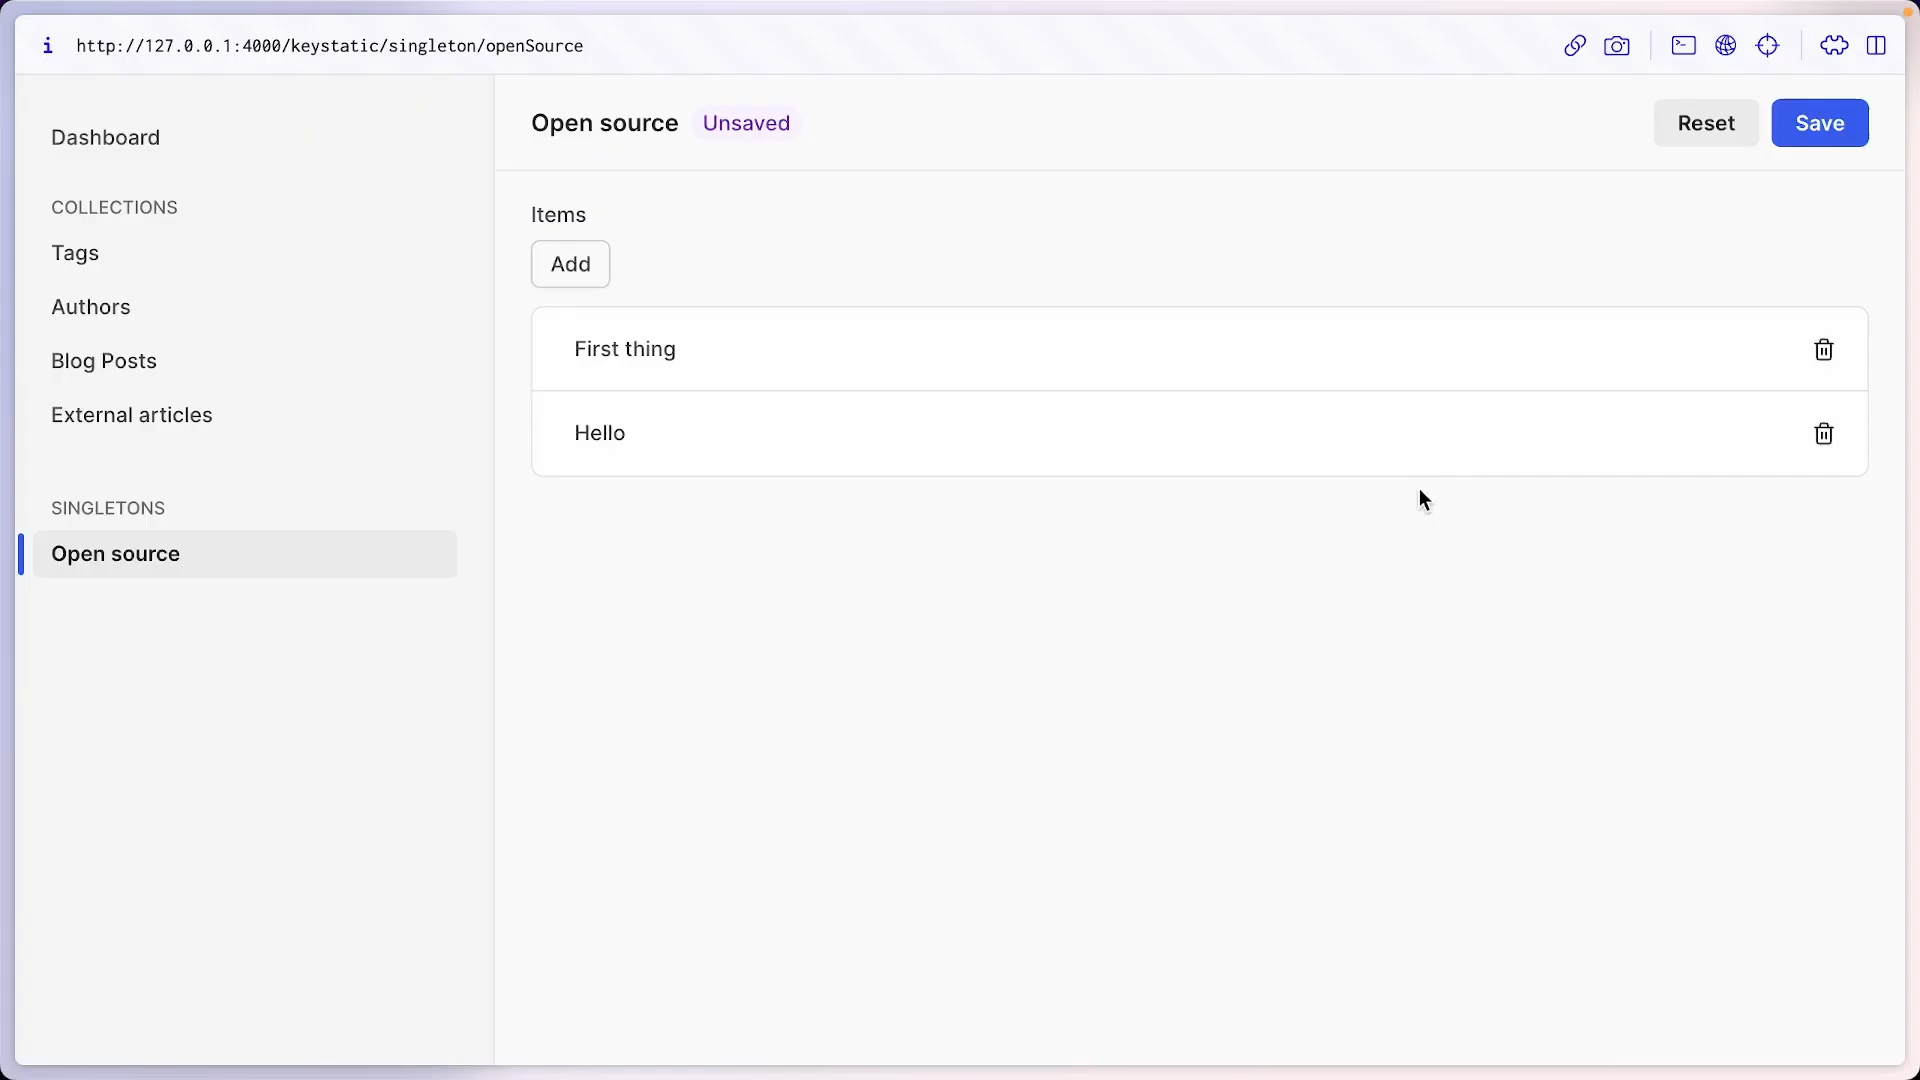 http://127.0.0.1:4000/keystatic/singleton/openSource
Dashboard
COLLECTIONS
Tags
Authors
Blog Posts
External articles
SINGLETONS
Open source
Open source Unsaved
Reset Save
Items
Add
First thing
Hello